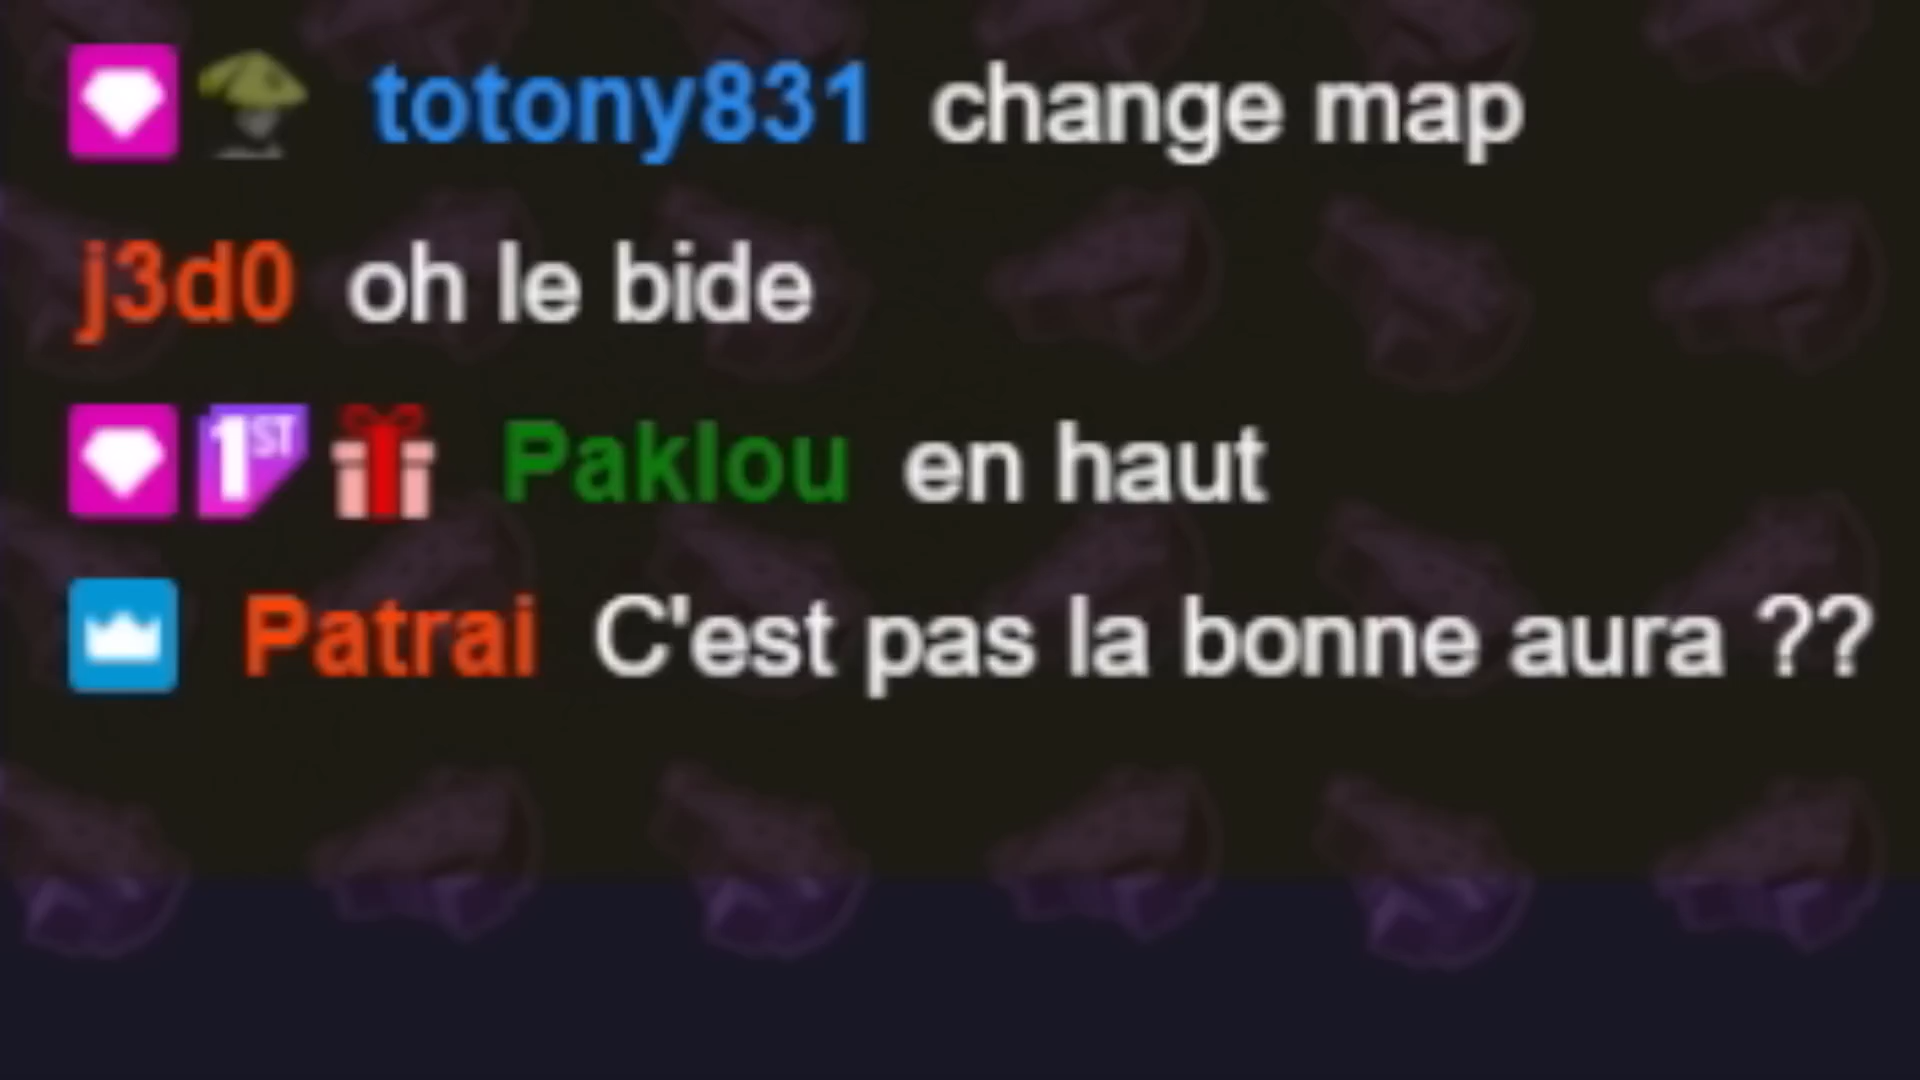 totony831 change map
j3d0 oh le bide
1ST Paklou en haut
Patrai C'est pas la bonne aura ??